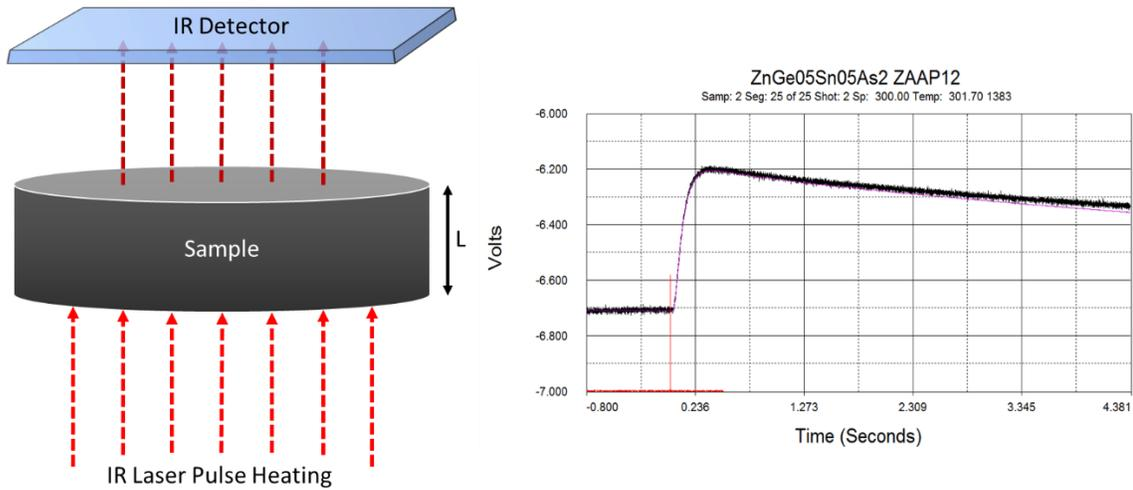 IR Detector
Sample
L
IR Laser Pulse Heating
ZnGe05Sn05As2 ZAAP12
Samp: 2 Seg: 25 of 25 Shot: 2 Sp: 300.00 Temp: 301.70 1383
Volts
-6.000
-6.200
-6.400
-6.600
-6.800
-7.000
-0.800 0.236 1.273 2.309 3.345 4.381
Time (Seconds)